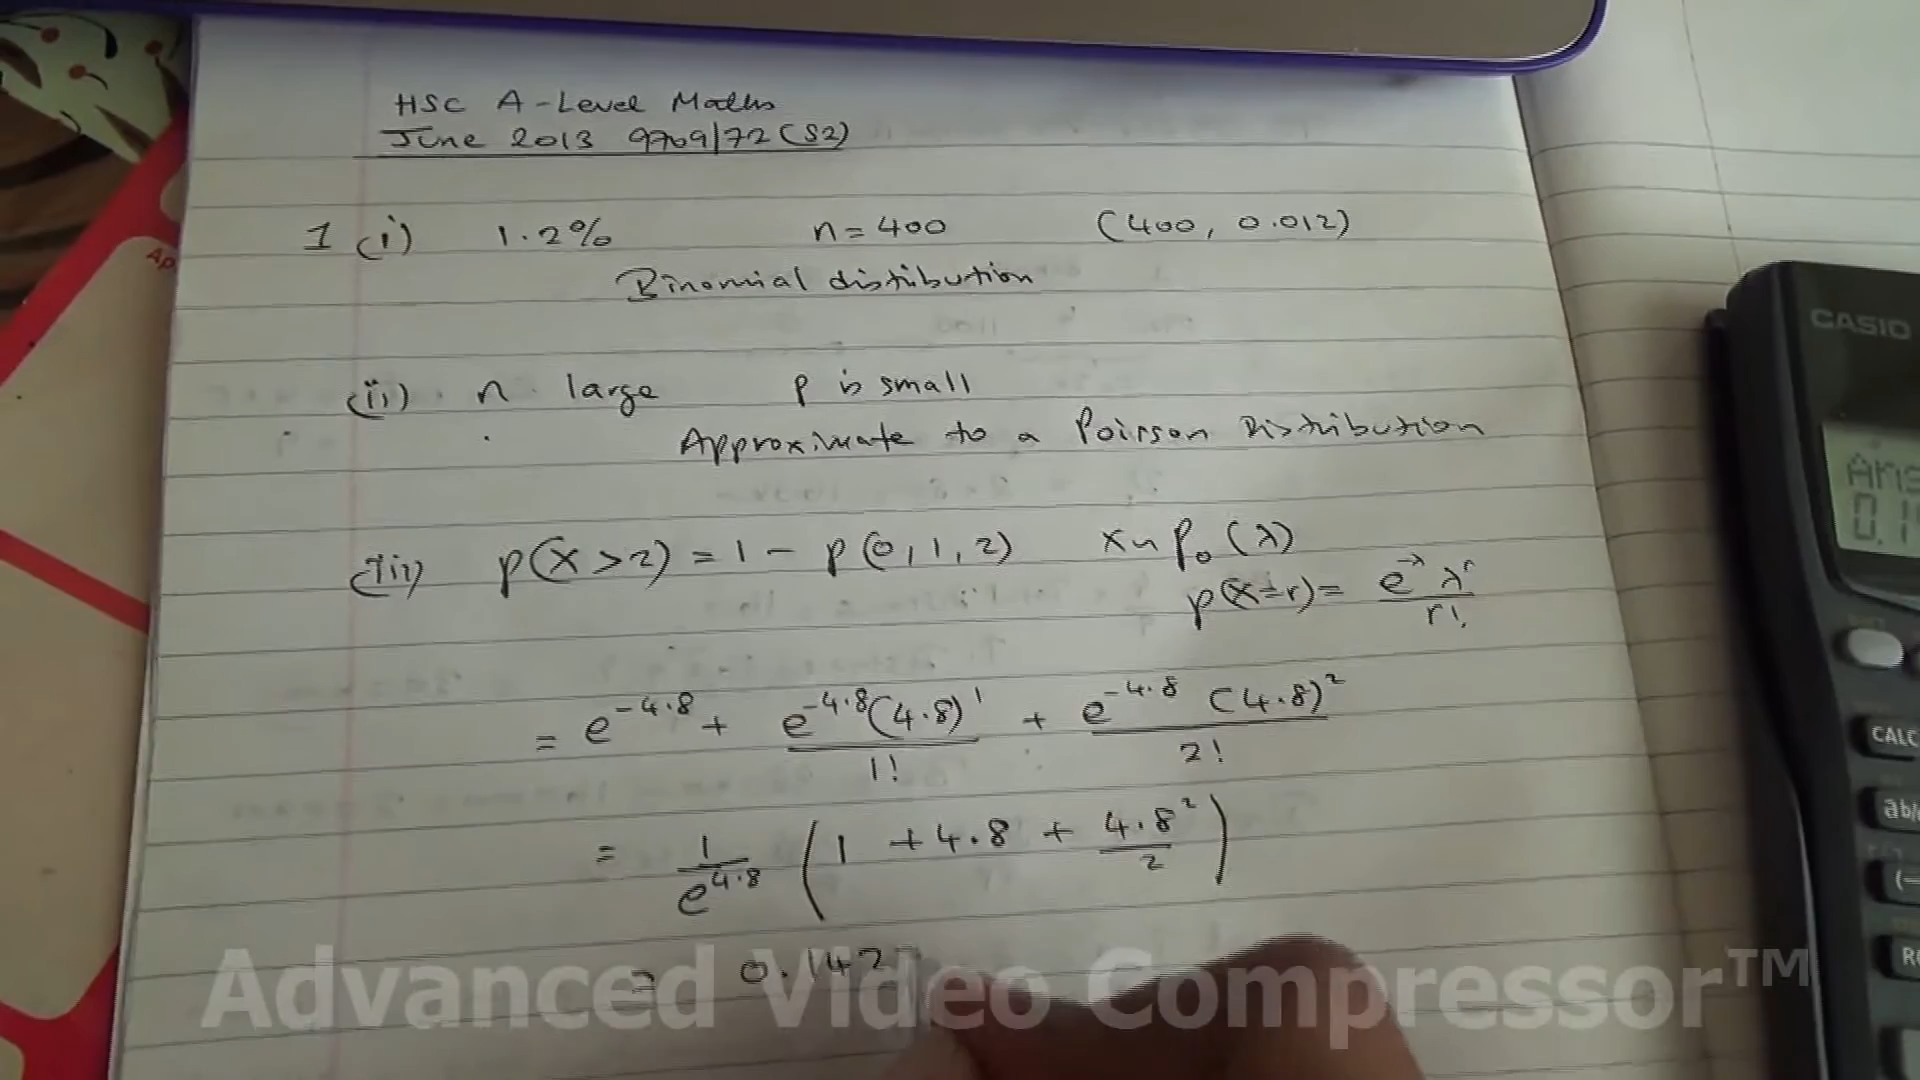 HSC A-Level Maths
June 2013 9709/72 (S2)
1 (i) 1.2% n = 400 (400, 0.012)
Binomial distribution
(ii) n large p is small
Approximate to a Poisson Distribution
(iii) p(X > 2) = 1 - p(0, 1, 2) X ~ Po (λ)
p(X=r) = e^-λ λ^r / r!
= e^-4.8 + e^-4.8 (4.8)^1 / 1! + e^-4.8 (4.8)^2 / 2!
= 1/e^4.8 (1 + 4.8 + 4.8^2 / 2)
= 0.142
Advanced Video Compressor™
CASIO
Ans
0.1
CALC